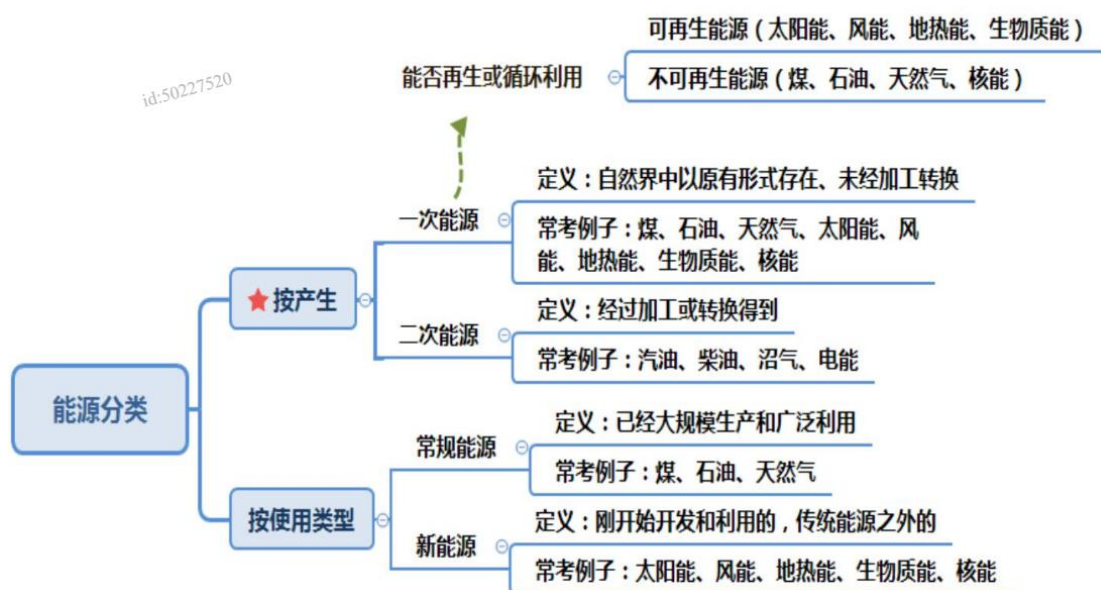 可再生能源（太阳能、风能、地热能、生物质能）
能否再生或循环利用
不可再生能源（煤、石油、天然气、核能）
id:50227520
定义：自然界中以原有形式存在、未经加工转换
一次能源
常考例子：煤、石油、天然气、太阳能、风
能、地热能、生物质能、核能
按产生
定义：经过加工或转换得到
二次能源
常考例子：汽油、柴油、沼气、电能
能源分类
定义：已经大规模生产和广泛利用
常规能源
常考例子：煤、石油、天然气
按使用类型
定义：刚开始开发和利用的，传统能源之外的
新能源
常考例子：太阳能、风能、地热能、生物质能、核能